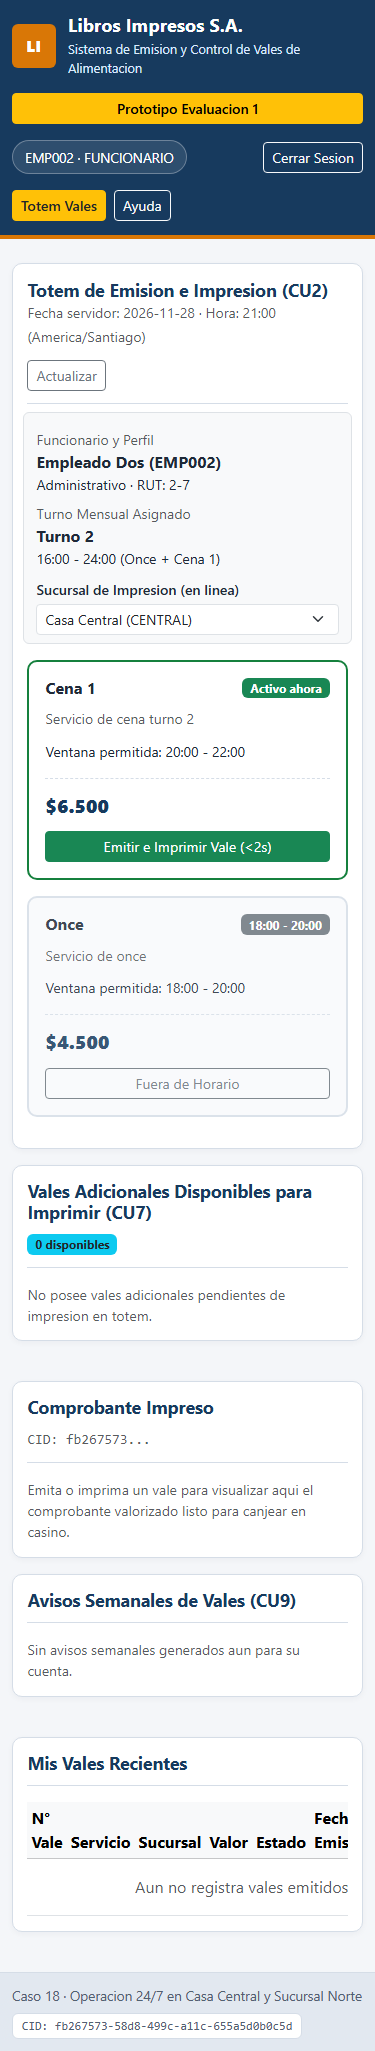 LI
Libros Impresos S.A.
Sistema de Emision y Control de Vales de
Alimentacion
Prototipo Evaluacion 1
EMP002 · FUNCIONARIO
Cerrar Sesion
Totem Vales
Ayuda
Totem de Emision e Impresion (CU2)
Fecha servidor: 2026-11-28 · Hora: 21:00
(America/Santiago)
Actualizar
Funcionario y Perfil
Empleado Dos (EMP002)
Administrativo · RUT: 2-7
Turno Mensual Asignado
Turno 2
16:00 - 24:00 (Once + Cena 1)
Sucursal de Impresion (en linea)
Casa Central (CENTRAL)
Cena 1
Activo ahora
Servicio de cena turno 2
Ventana permitida: 20:00 - 22:00
$6.500
Emitir e Imprimir Vale (<2s)
Once
18:00 - 20:00
Servicio de once
Ventana permitida: 18:00 - 20:00
$4.500
Fuera de Horario
Vales Adicionales Disponibles para
Imprimir (CU7)
0 disponibles
No posee vales adicionales pendientes de
impresion en totem.
Comprobante Impreso
CID: fb267573...
Emita o imprima un vale para visualizar aqui el
comprobante valorizado listo para canjear en
casino.
Avisos Semanales de Vales (CU9)
Sin avisos semanales generados aun para su
cuenta.
Mis Vales Recientes
N° Fech
Vale Servicio Sucursal Valor Estado Emis
Aun no registra vales emitidos
Caso 18 · Operacion 24/7 en Casa Central y Sucursal Norte
CID: fb267573-58d8-499c-a11c-655a5d0b0c5d